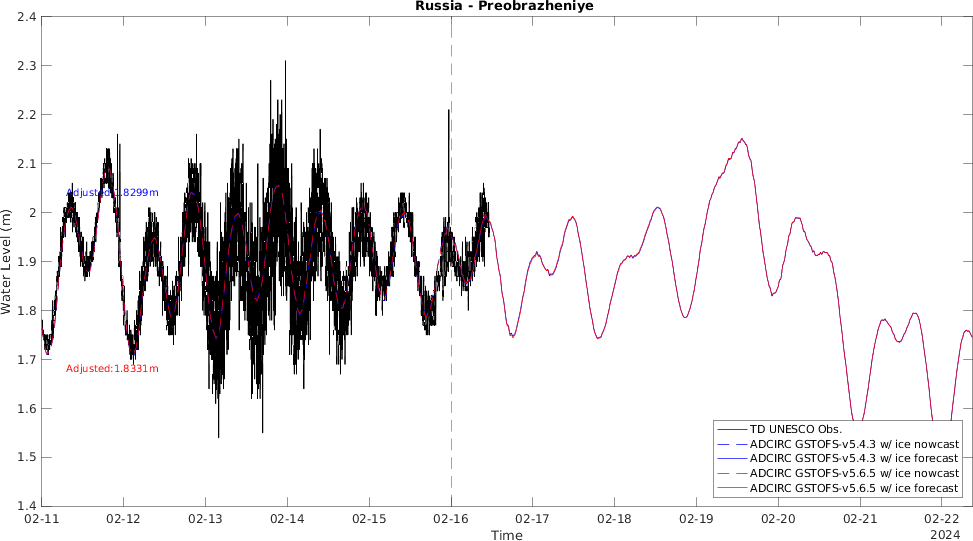 Russia - Preobrazheniye
2.4
2.3
2.2
2.1
2
1.9
1.8
1.7
1.6
1.5
1.4
Water Level (m)
Adjusted:1.8299m
Adjusted:1.8331m
TD UNESCO Obs.
ADCIRC GSTOFS-v5.4.3 w/ ice nowcast
ADCIRC GSTOFS-v5.4.3 w/ ice forecast
ADCIRC GSTOFS-v5.6.5 w/ ice nowcast
ADCIRC GSTOFS-v5.6.5 w/ ice forecast
02-11 02-12 02-13 02-14 02-15 02-16 02-17 02-18 02-19 02-20 02-21 02-22
Time
2024